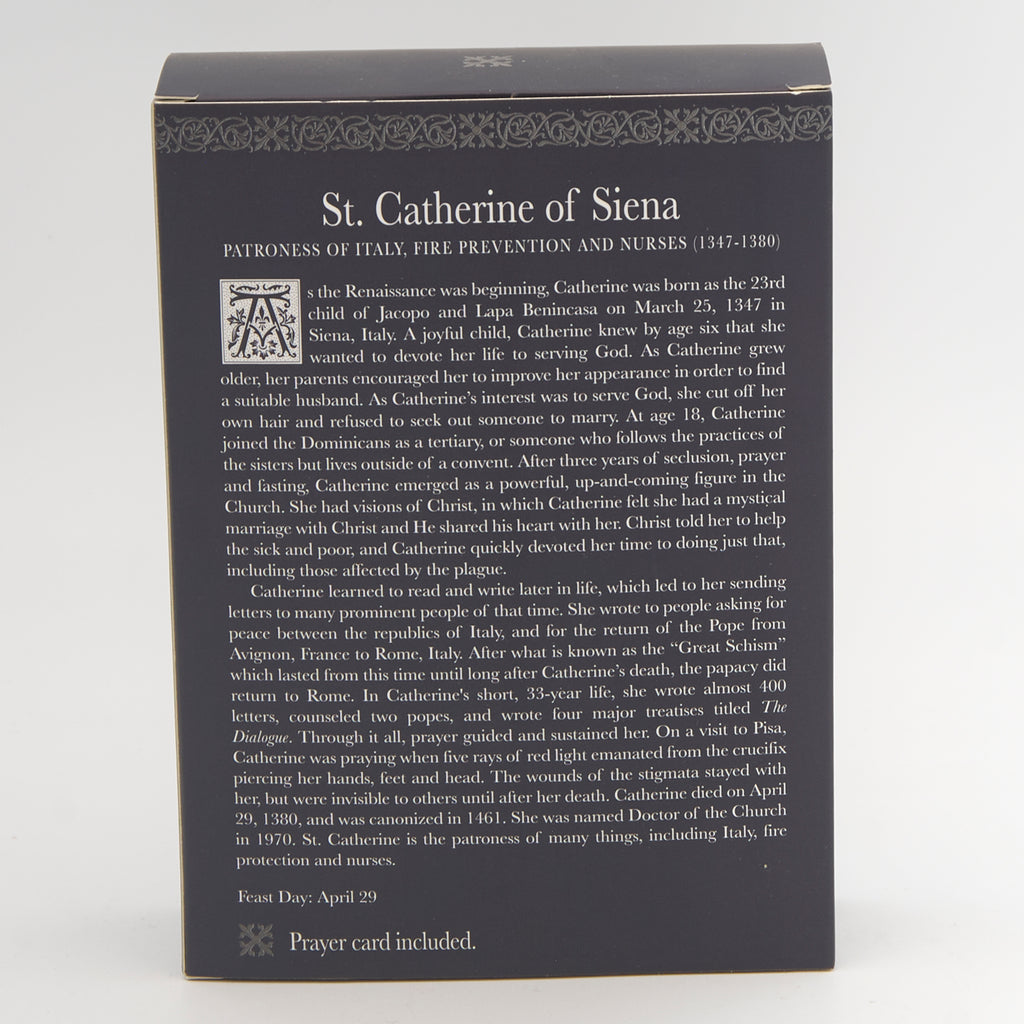 St. Catherine of Siena
PATRONESS OF ITALY, FIRE PREVENTION AND NURSES (1347-1380)
As the Renaissance was beginning, Catherine was born as the 23rd
child of Jacopo and Lapa Benincasa on March 25, 1347 in
Siena, Italy. A joyful child, Catherine knew by age six that she
wanted to devote her life to serving God. As Catherine grew
older, her parents encouraged her to improve her appearance in order to find
a suitable husband. As Catherine's interest was to serve God, she cut off her
own hair and refused to seek out someone to marry. At age 18, Catherine
joined the Dominicans as a tertiary, or someone who follows the practices of
the sisters but lives outside of a convent. After three years of seclusion, prayer
and fasting, Catherine emerged as a powerful, up-and-coming figure in the
Church. She had visions of Christ, in which Catherine felt she had a mystical
marriage with Christ and He shared his heart with her. Christ told her to help
the sick and poor, and Catherine quickly devoted her time to doing just that,
including those affected by the plague.
Catherine learned to read and write later in life, which led to her sending
letters to many prominent people of that time. She wrote to people asking for
peace between the republics of Italy, and for the return of the Pope from
Avignon, France to Rome, Italy. After what is known as the “Great Schism”
which lasted from this time until long after Catherine's death, the papacy did
return to Rome. In Catherine's short, 33-year life, she wrote almost 400
letters, counseled two popes, and wrote four major treatises titled The
Dialogue. Through it all, prayer guided and sustained her. On a visit to Pisa,
Catherine was praying when five rays of red light emanated from the crucifix
piercing her hands, feet and head. The wounds of the stigmata stayed with
her, but were invisible to others until after her death. Catherine died on April
29, 1380, and was canonized in 1461. She was named Doctor of the Church
in 1970. St. Catherine is the patroness of many things, including Italy, fire
protection and nurses.
Feast Day: April 29
Prayer card included.